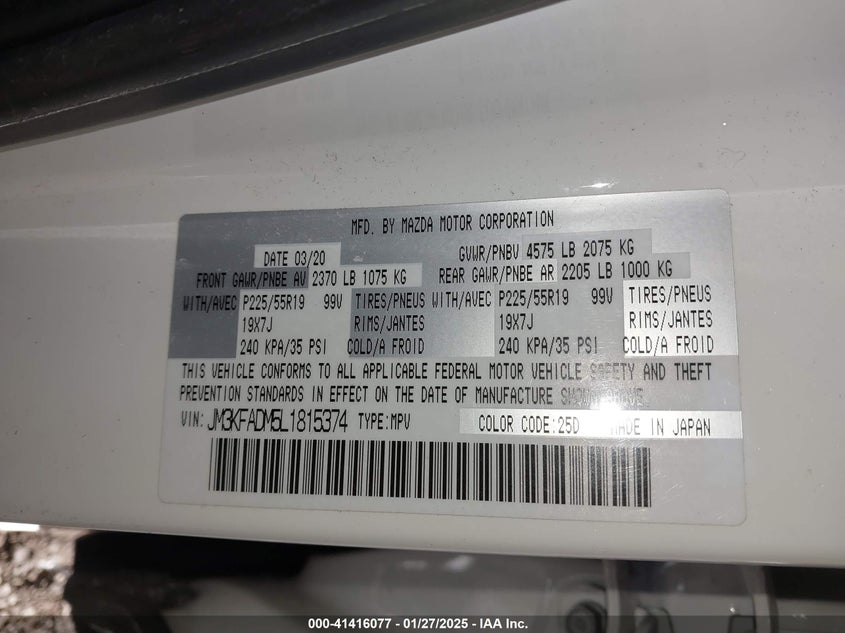 MFD. BY MAZDA MOTOR CORPORATION
DATE 03/20 GVWR/PNBV 4575 LB 2075 KG
FRONT GAWR/PNBE AV 2370 LB 1075 KG REAR GAWR/PNBE AR 2205 LB 1000 KG
WITH/AVEC P225/55R19 99V TIRES/PNEUS WITH/AVEC P225/55R19 99V TIRES/PNEUS
19X7J RIMS/JANTES 19X7J RIMS/JANTES
240 KPA/35 PSI COLD/A FROID 240 KPA/35 PSI COLD/A FROID
THIS VEHICLE CONFORMS TO ALL APPLICABLE FEDERAL MOTOR VEHICLE SAFETY AND THEFT
PREVENTION STANDARDS IN EFFECT ON THE DATE OF MANUFACTURE SHOWN ABOVE.
VIN: JM3KFADM5L1815374 TYPE:MPV COLOR CODE:25D MADE IN JAPAN
000-41416077 - 01/27/2025 - IAA Inc.